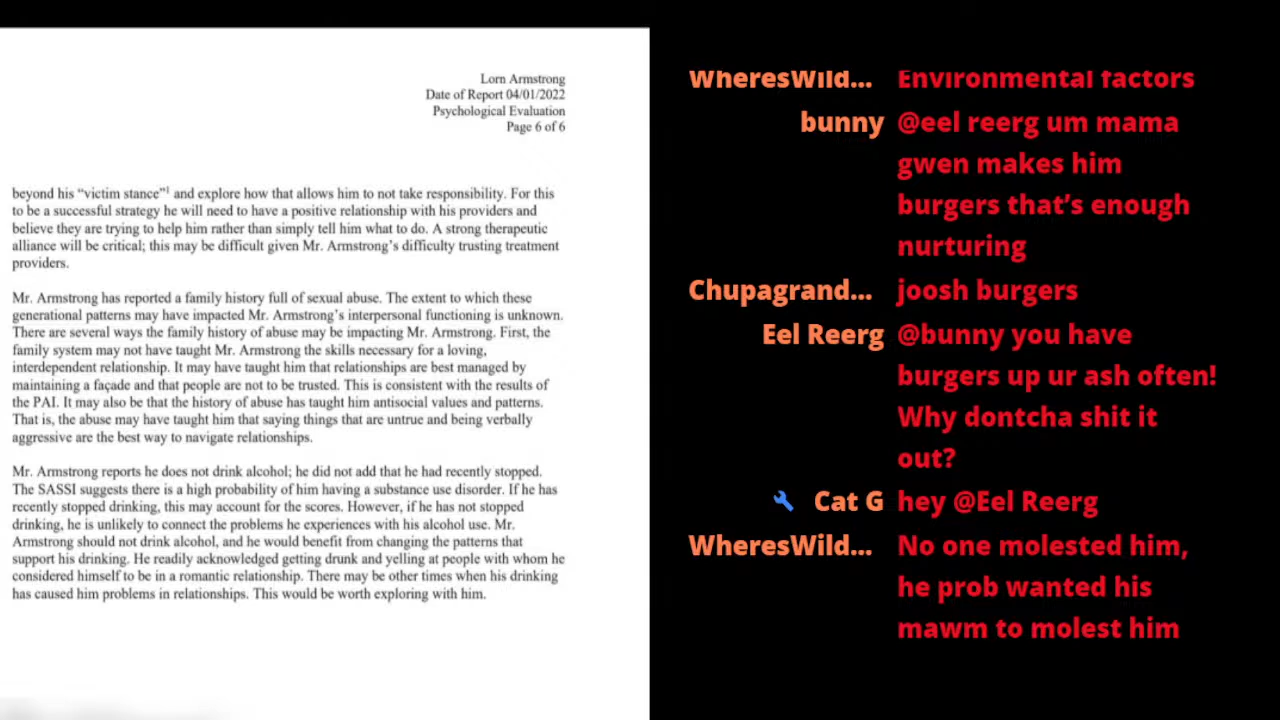 Lorn Armstrong
Date of Report 04/01/2022
Psychological Evaluation
Page 6 of 6
beyond his “victim stance”¹ and explore how that allows him to not take responsibility. For this
to be a successful strategy he will need to have a positive relationship with his providers and
believe they are trying to help him rather than simply tell him what to do. A strong therapeutic
alliance will be critical; this may be difficult given Mr. Armstrong’s difficulty trusting treatment
providers.
Mr. Armstrong has reported a family history full of sexual abuse. The extent to which these
generational patterns may have impacted Mr. Armstrong’s interpersonal functioning is unknown.
There are several ways the family history of abuse may be impacting Mr. Armstrong. First, the
family system may not have taught Mr. Armstrong the skills necessary for a loving,
interdependent relationship. It may have taught him that relationships are best managed by
maintaining a façade and that people are not to be trusted. This is consistent with the results of
the PAI. It may also be that the history of abuse has taught him antisocial values and patterns.
That is, the abuse may have taught him that saying things that are untrue and being verbally
aggressive are the best way to navigate relationships.
Mr. Armstrong reports he does not drink alcohol; he did not add that he had recently stopped.
The SASSI suggests there is a high probability of him having a substance use disorder. If he has
recently stopped drinking, this may account for the scores. However, if he has not stopped
drinking, he is unlikely to connect the problems he experiences with his alcohol use. Mr.
Armstrong should not drink alcohol, and he would benefit from changing the patterns that
support his drinking. He readily acknowledged getting drunk and yelling at people with whom he
considered himself to be in a romantic relationship. There may be other times when his drinking
has caused him problems in relationships. This would be worth exploring with him.
WheresWild... Environmental factors
bunny @eel reerg um mama
gwen makes him
burgers that’s enough
nurturing
Chupagrand... joosh burgers
Eel Reerg @bunny you have
burgers up ur ash often!
Why dontcha shit it
out?
Cat G hey @Eel Reerg
WheresWild... No one molested him,
he prob wanted his
mawm to molest him